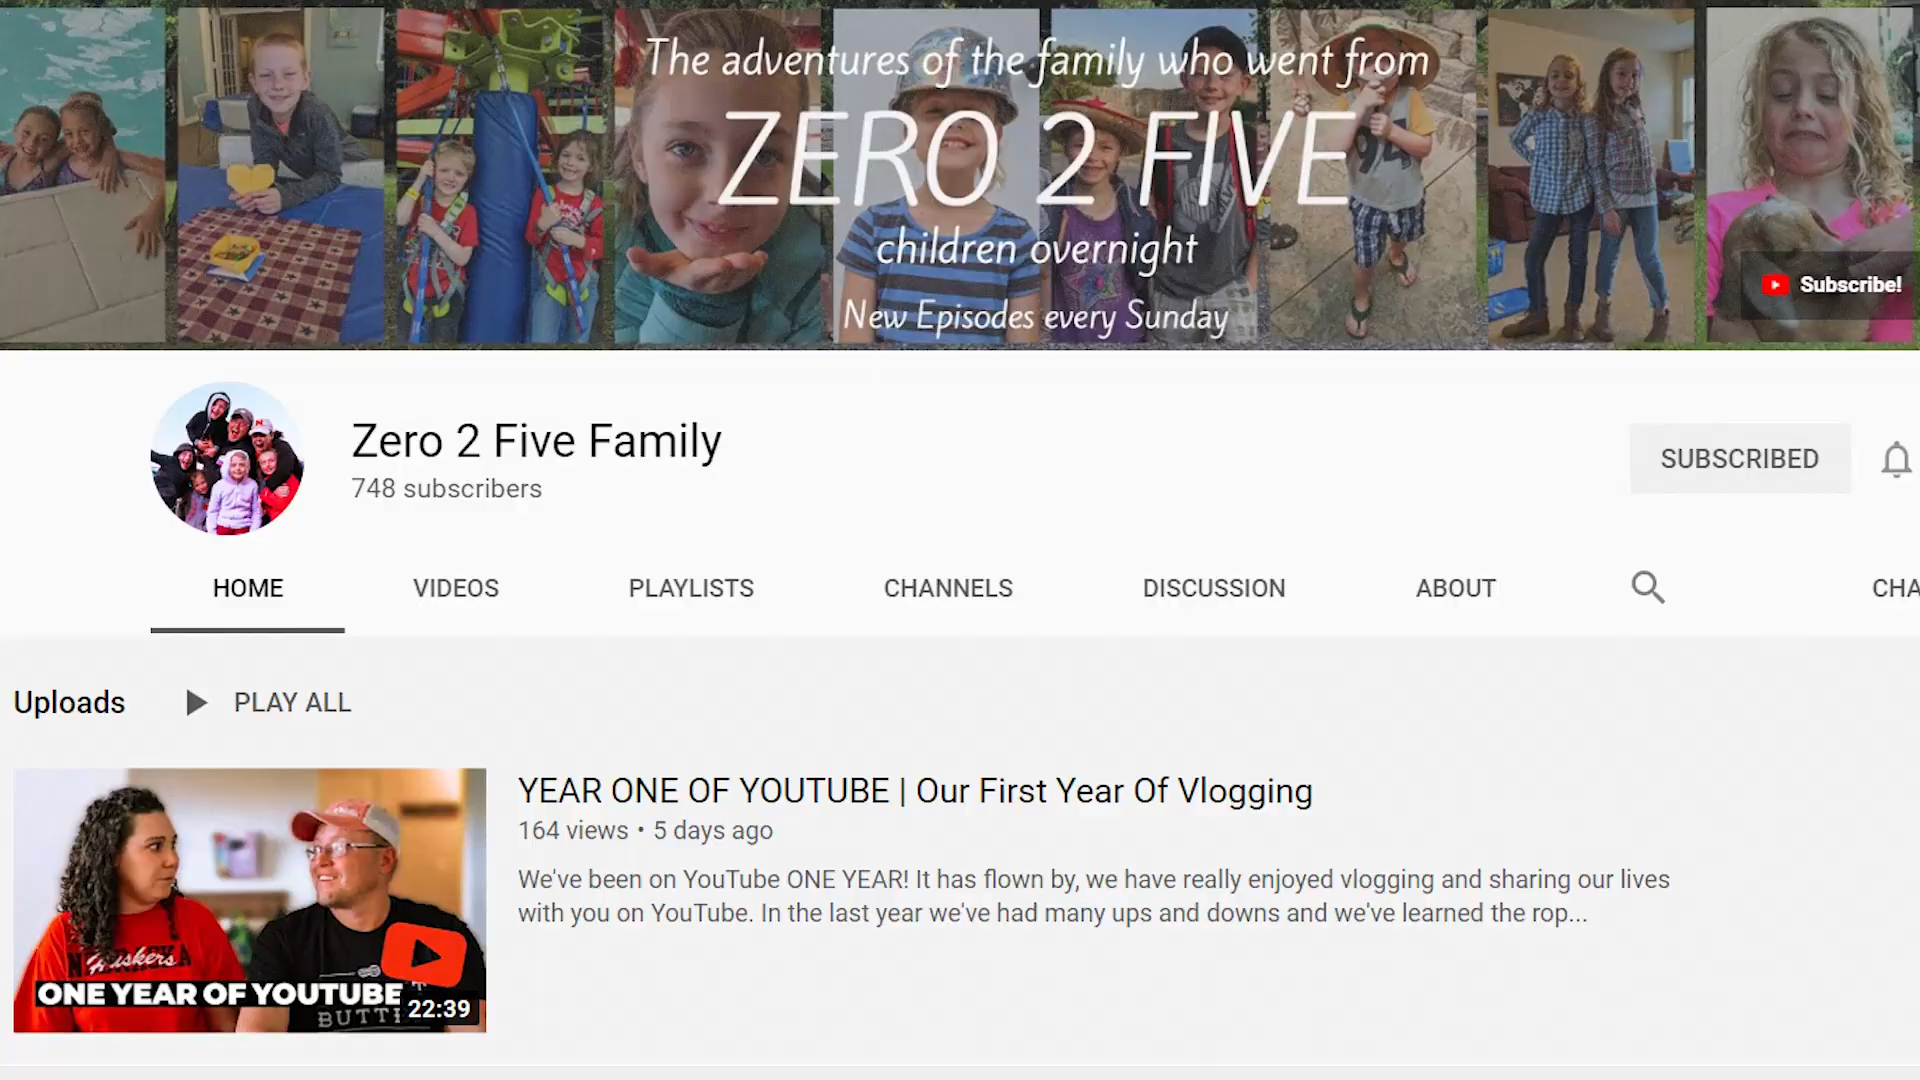 The adventures of the family who went from
ZERO 2 FIVE
children overnight
New Episodes every Sunday
94
Subscribe!
Zero 2 Five Family
748 subscribers
SUBSCRIBED
HOME
VIDEOS
PLAYLISTS
CHANNELS
DISCUSSION
ABOUT
CHA
Uploads
PLAY ALL
YEAR ONE OF YOUTUBE | Our First Year Of Vlogging
164 views • 5 days ago
We've been on YouTube ONE YEAR! It has flown by, we have really enjoyed vlogging and sharing our lives
with you on YouTube. In the last year we've had many ups and downs and we've learned the rop...
N
Huskers
ONE YEAR OF YOUTUBE
22:39